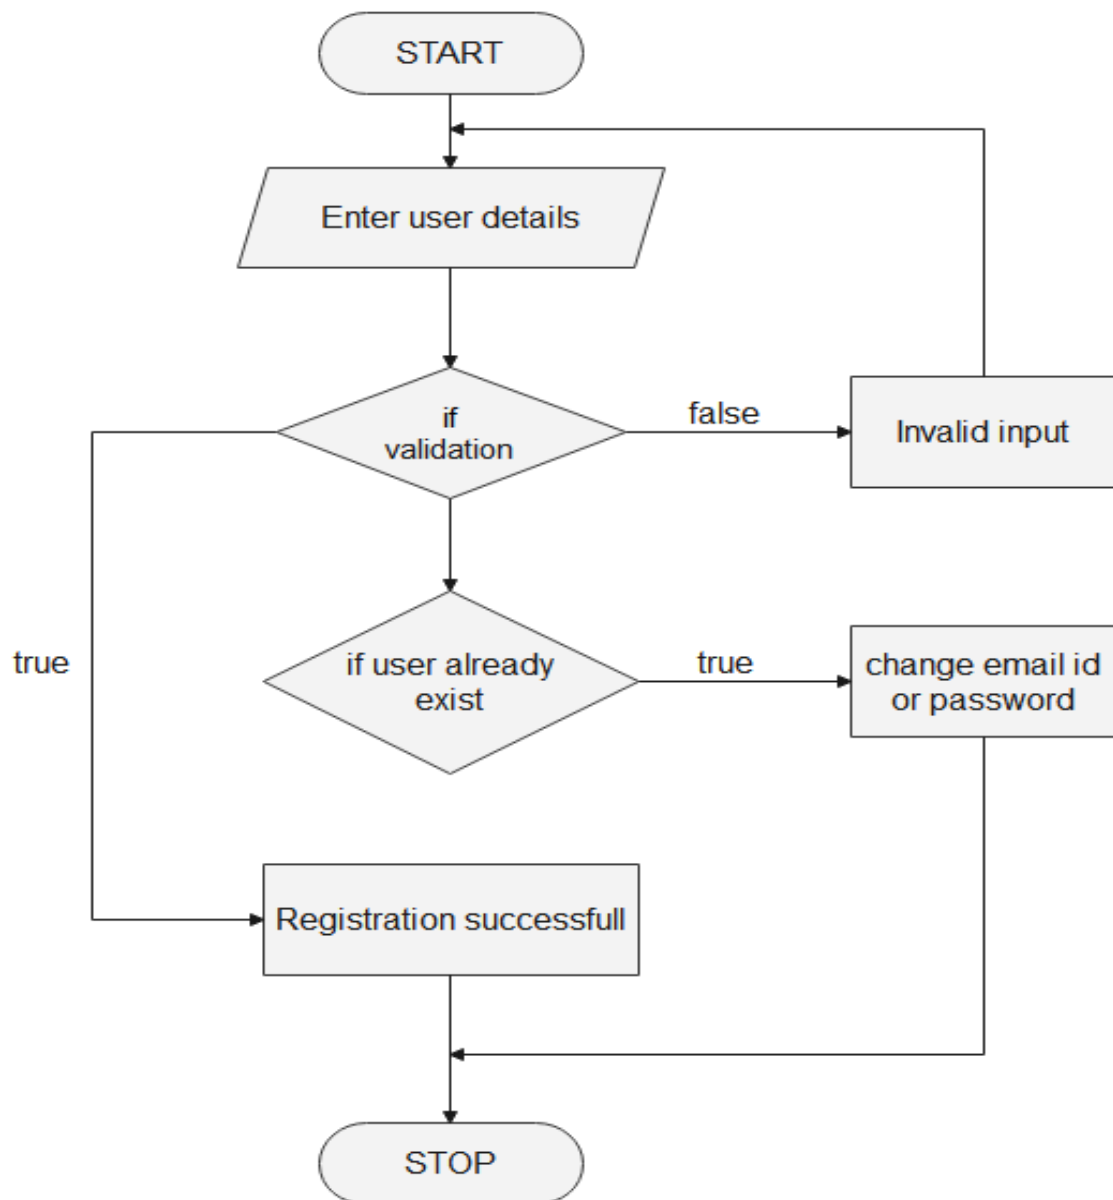 START
Enter user details
if
validation
false
Invalid input
true
if user already
exist
true
change email id
or password
Registration successfull
STOP